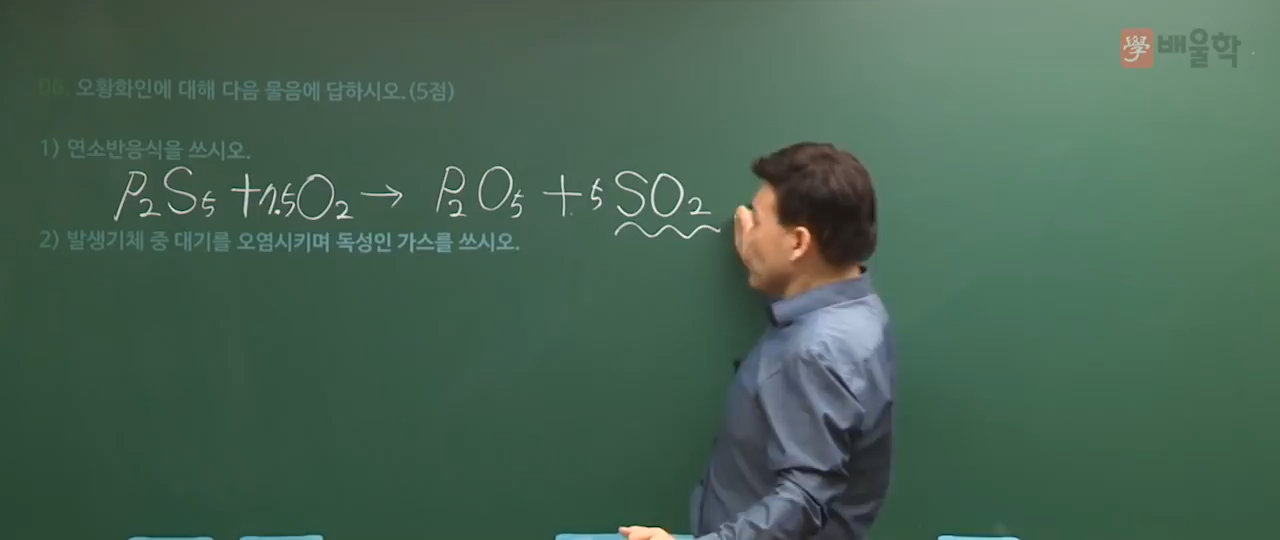 學 배울학
06. 오황화인에 대해 다음 물음에 답하시오.(5점)
1) 연소반응식을 쓰시오.
P₂S₅ + 7.5O₂ → P₂O₅ + 5SO₂
2) 발생기체 중 대기를 오염시키며 독성인 가스를 쓰시오.